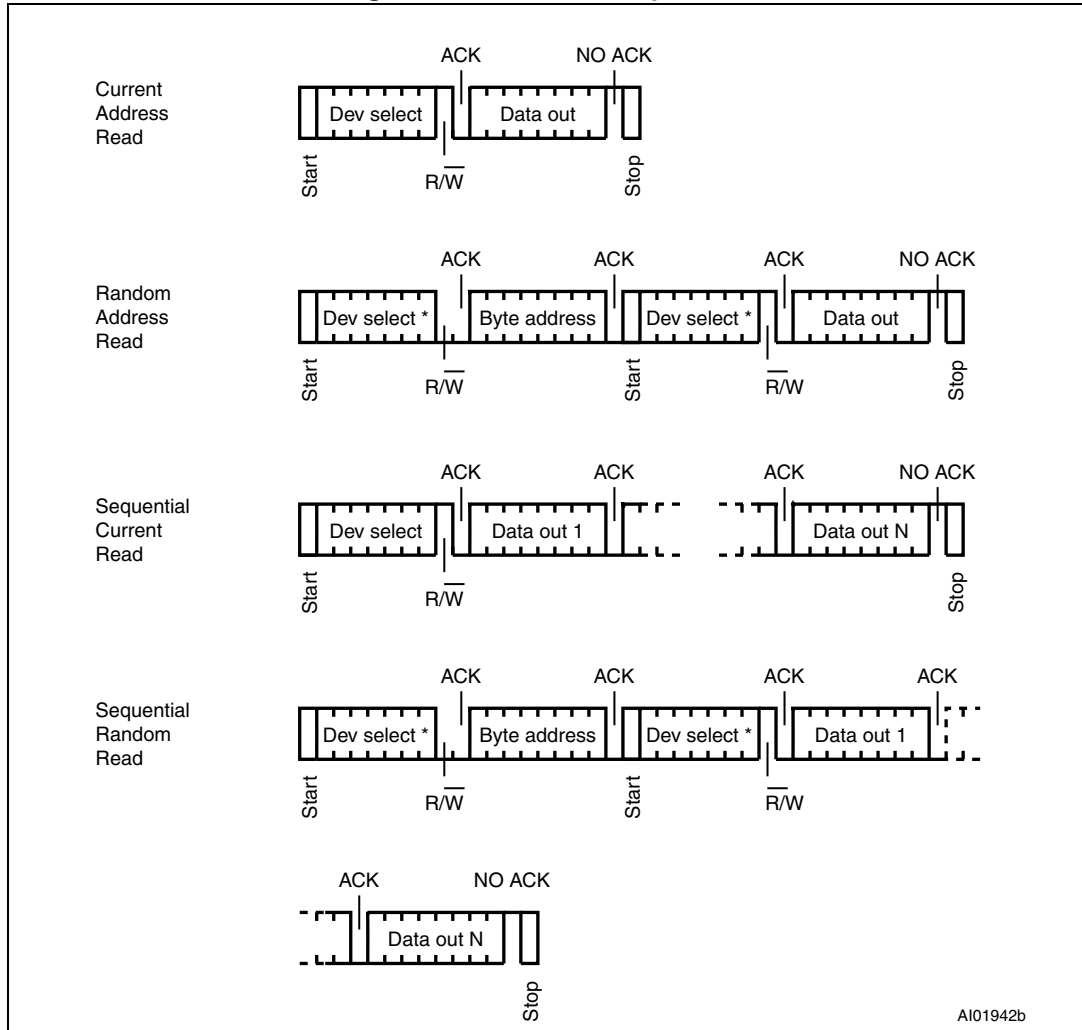 ACK NO ACK
Current
Address
Read
Dev select Data out
Start R/W̅ Stop
ACK ACK ACK NO ACK
Random
Address
Read
Dev select * Byte address Dev select * Data out
Start R/W̅ Start R̅/W Stop
ACK ACK ACK NO ACK
Sequential
Current
Read
Dev select Data out 1 Data out N
Start R/W̅ Stop
ACK ACK ACK ACK
Sequential
Random
Read
Dev select * Byte address Dev select * Data out 1
Start R/W̅ Start R̅/W
ACK NO ACK
Data out N
Stop
AI01942b